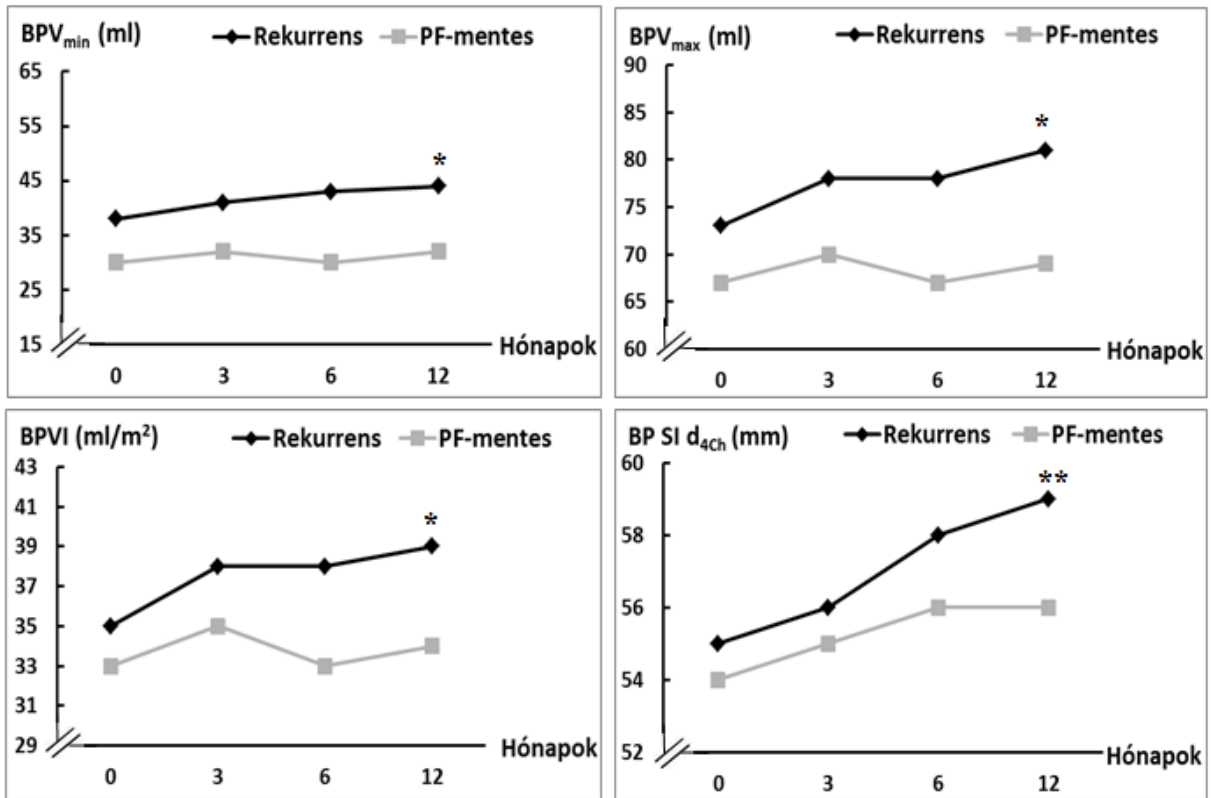 BPVmin (ml) Rekurrens PF-mentes
65
55
45
35
25
15
*
Hónapok
0 3 6 12
BPVmax (ml) Rekurrens PF-mentes
90
85
80
75
70
65
60
*
Hónapok
0 3 6 12
BPVI (ml/m²) Rekurrens PF-mentes
43
41
39
37
35
33
31
29
*
Hónapok
0 3 6 12
BP SI d4Ch (mm) Rekurrens PF-mentes
60
58
56
54
52
**
Hónapok
0 3 6 12